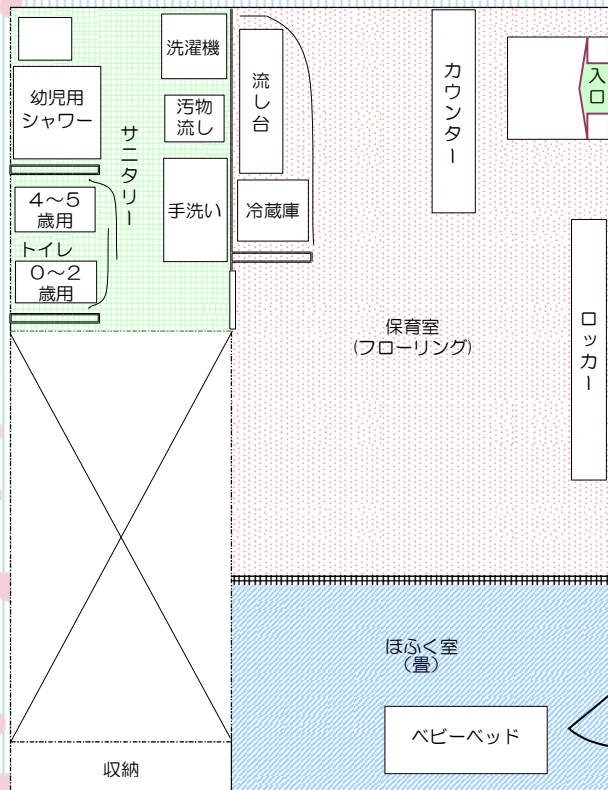 洗濯機
幼児用
シャワー
汚物
流し
サニタリー
4～5
歳用
手洗い
トイレ
0～2
歳用
流し台
冷蔵庫
カウンター
入口
保育室
(フローリング)
ロッカー
ほふく室
（畳）
ベビーベッド
収納